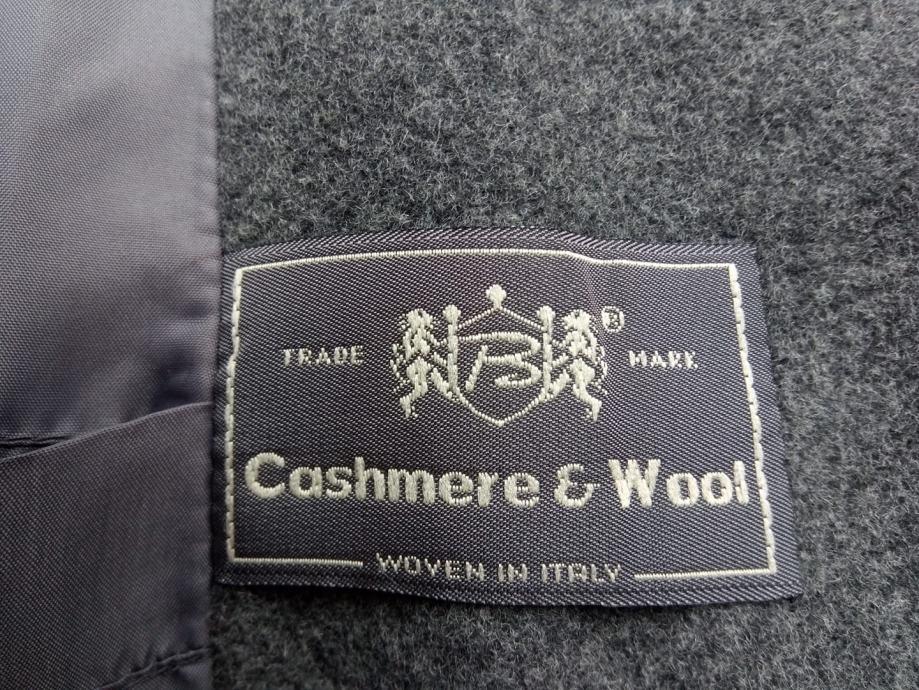 TRADE B ® MARK
Cashmere & Wool
WOVEN IN ITALY